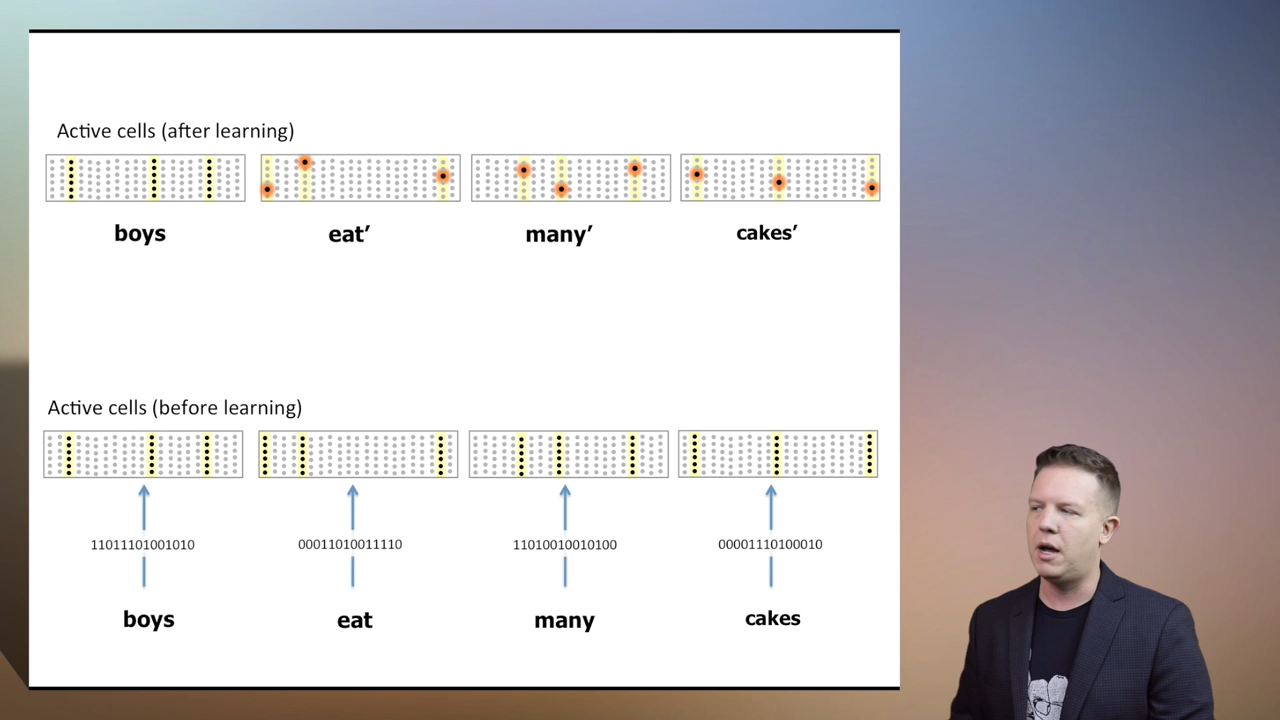 Active cells (after learning)
boys eat’ many’ cakes’
Active cells (before learning)
11011101001010 00011010011110 11010010010100 00001110100010
boys eat many cakes